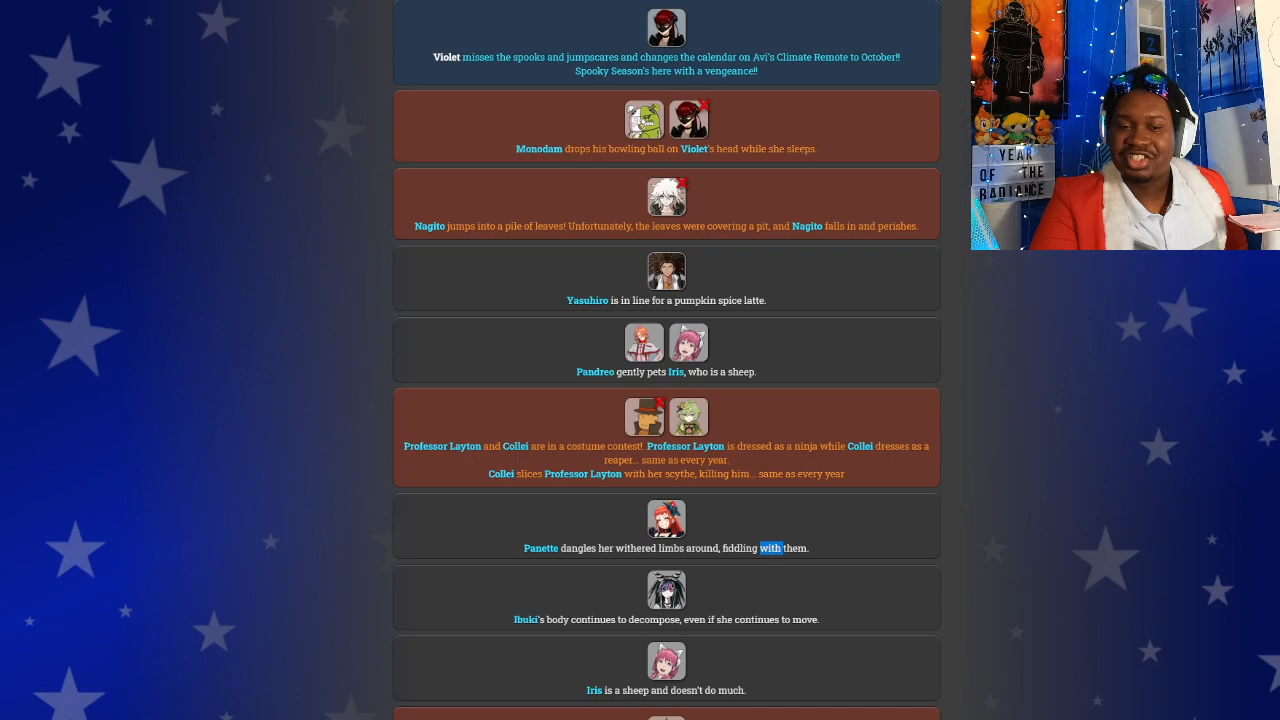 Violet misses the spooks and jumpscares and changes the calendar on Avi's Climate Remote to October!!
Spooky Season's here with a vengeance!!
Monodam drops his bowling ball on Violet's head while she sleeps.
Nagito jumps into a pile of leaves! Unfortunately, the leaves were covering a pit, and Nagito falls in and perishes.
Yasuhiro is in line for a pumpkin spice latte.
Pandreo gently pets Iris, who is a sheep.
Professor Layton and Collei are in a costume contest! Professor Layton is dressed as a ninja while Collei dresses as a
reaper... same as every year.
Collei slices Professor Layton with her scythe, killing him... same as every year
Panette dangles her withered limbs around, fiddling with them.
Ibuki's body continues to decompose, even if she continues to move.
Iris is a sheep and doesn't do much.
YEAR
OF THE
RADIANCE
2